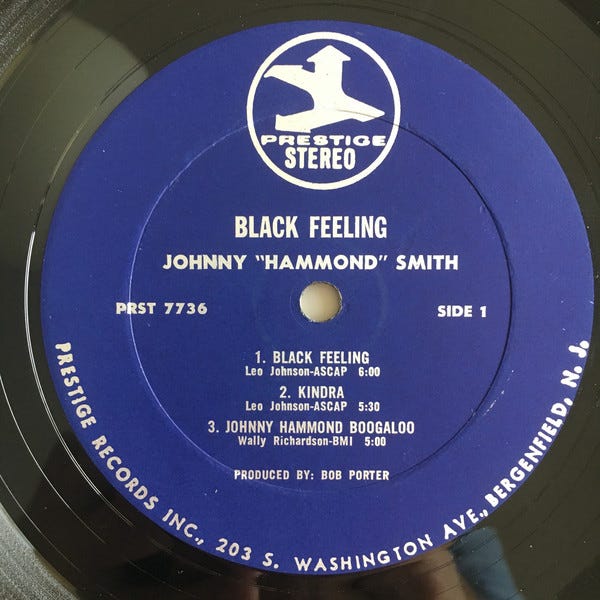 PRESTIGE
STEREO
BLACK FEELING
JOHNNY "HAMMOND" SMITH
PRST 7736
SIDE 1
1. BLACK FEELING
Leo Johnson-ASCAP 6:00
2. KINDRA
Leo Johnson-ASCAP 5:30
3. JOHNNY HAMMOND BOOGALOO
Wally Richardson-BMI 5:00
PRODUCED BY: BOB PORTER
PRESTIGE RECORDS INC., 203 S. WASHINGTON AVE., BERGENFIELD, N. J.